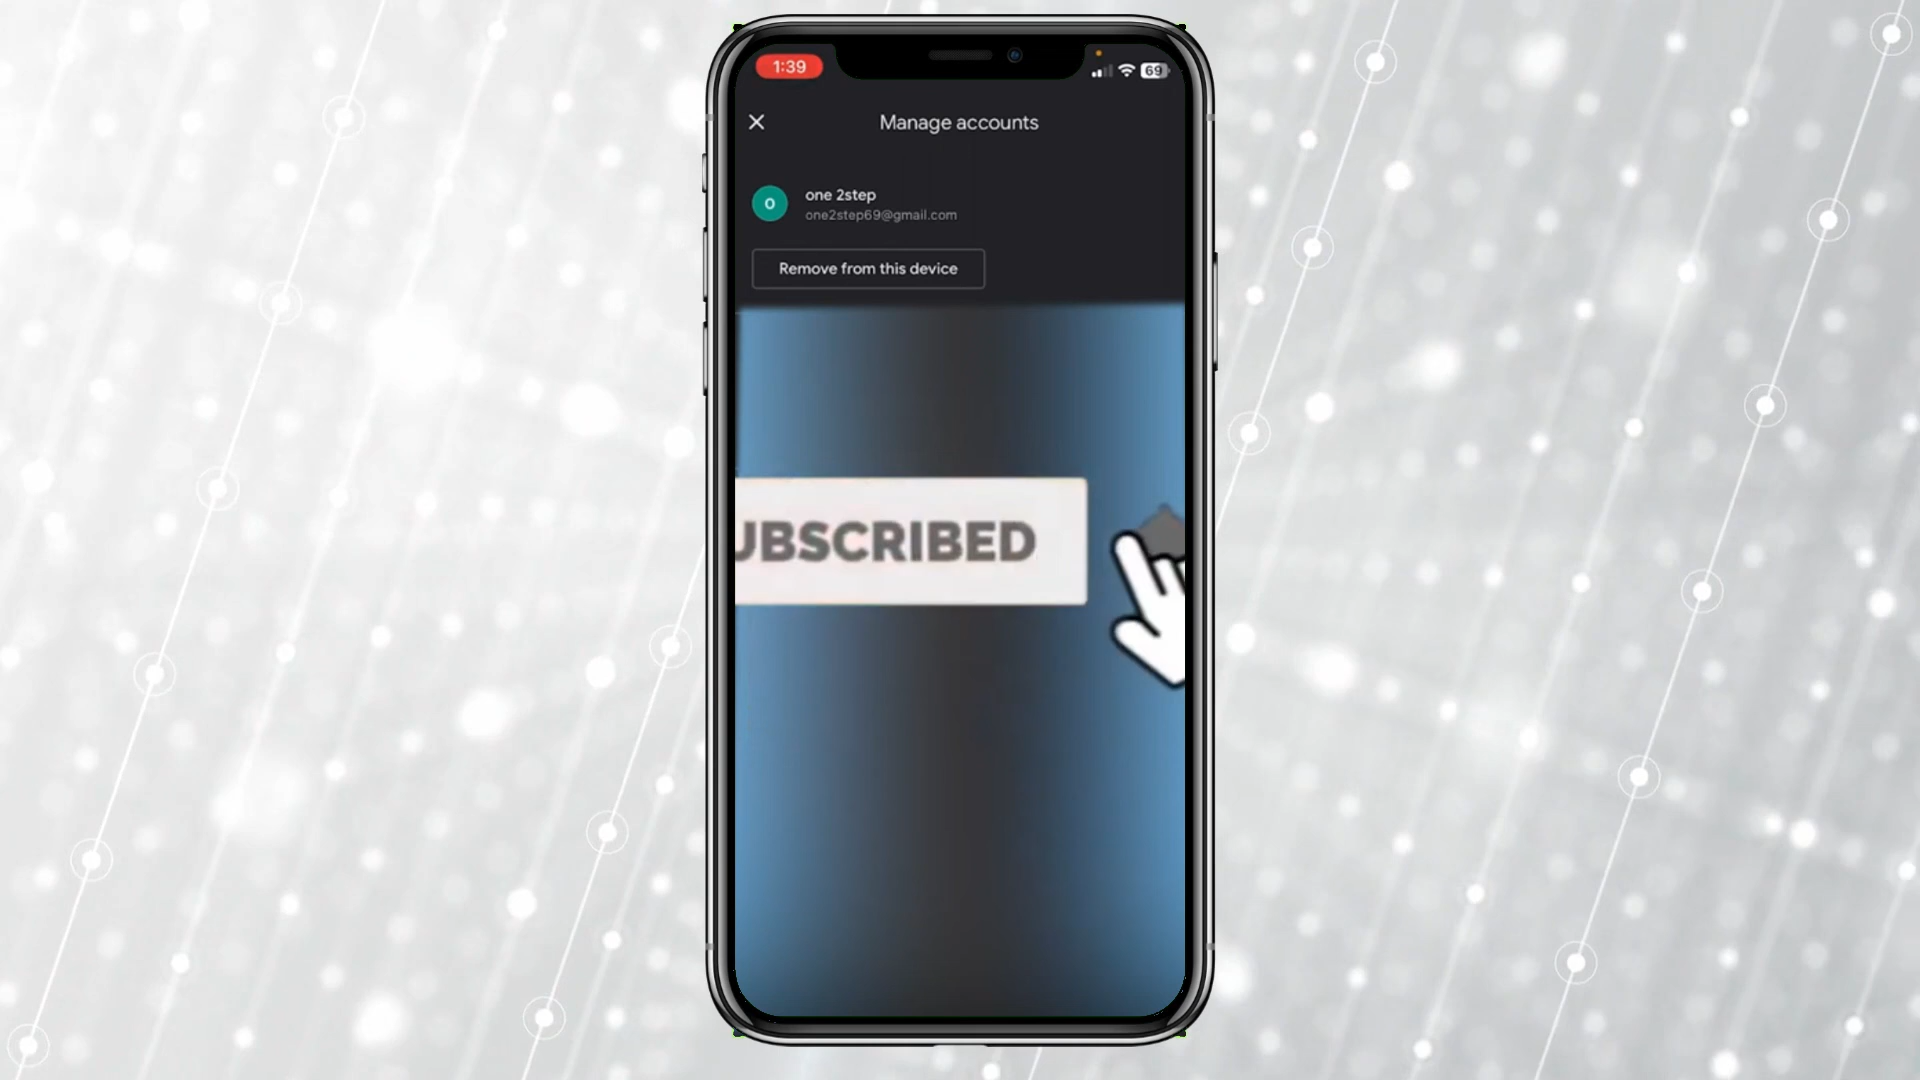 1:39
69
Manage accounts
O
one 2step
one2step69@gmail.com
Remove from this device
UBSCRIBED